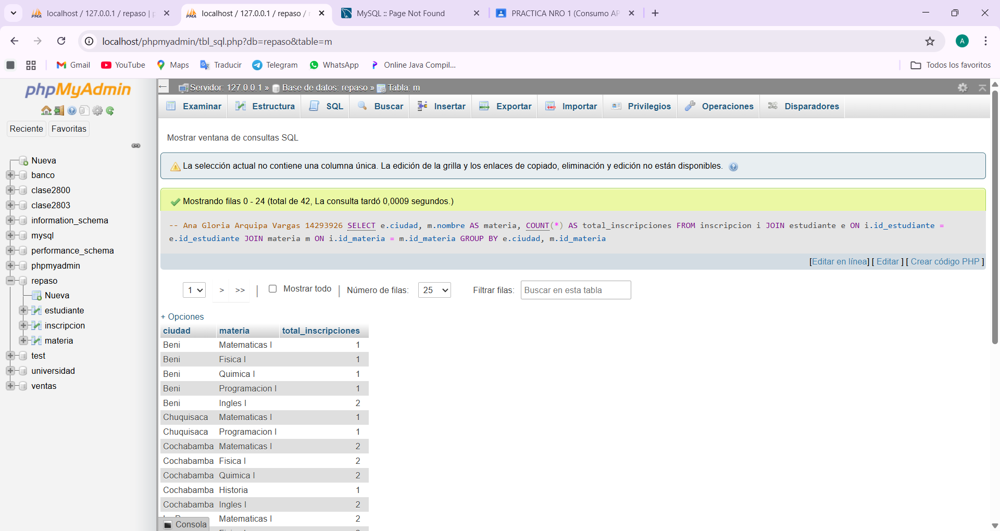 localhost / 127.0.0.1 / repaso | p
localhost / 127.0.0.1 / repaso / r
MySQL :: Page Not Found
PRACTICA NRO 1 (Consumo AP
localhost/phpmyadmin/tbl_sql.php?db=repaso&table=m
A
Gmail
YouTube
Maps
Traducir
Telegram
WhatsApp
Online Java Compil...
Todos los favoritos
phpMyAdmin
Reciente
Favoritas
Nueva
banco
clase2800
clase2803
information_schema
mysql
performance_schema
phpmyadmin
repaso
Nueva
estudiante
inscripcion
materia
test
universidad
ventas
Servidor: 127.0.0.1 » Base de datos: repaso » Tabla: m
Examinar
Estructura
SQL
Buscar
Insertar
Exportar
Importar
Privilegios
Operaciones
Disparadores
Mostrar ventana de consultas SQL
La selección actual no contiene una columna única. La edición de la grilla y los enlaces de copiado, eliminación y edición no están disponibles.
Mostrando filas 0 - 24 (total de 42, La consulta tardó 0,0009 segundos.)
-- Ana Gloria Arquipa Vargas 14293926 SELECT e.ciudad, m.nombre AS materia, COUNT(*) AS total_inscripciones FROM inscripcion i JOIN estudiante e ON i.id_estudiante =
e.id_estudiante JOIN materia m ON i.id_materia = m.id_materia GROUP BY e.ciudad, m.id_materia
[Editar en línea] [ Editar ] [ Crear código PHP ]
1 > >> | Mostrar todo | Número de filas: 25 Filtrar filas: Buscar en esta tabla
+ Opciones
ciudad materia total_inscripciones
Beni Matematicas I 1
Beni Fisica I 1
Beni Quimica I 1
Beni Programacion I 1
Beni Ingles I 2
Chuquisaca Matematicas I 1
Chuquisaca Programacion I 1
Cochabamba Matematicas I 2
Cochabamba Fisica I 2
Cochabamba Quimica I 2
Cochabamba Historia 1
Cochabamba Ingles I 2
Matematicas I 2
Consola